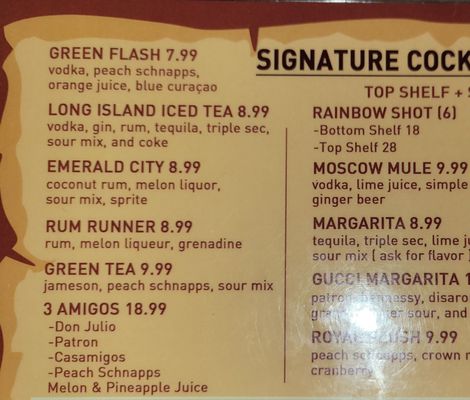 SIGNATURE COCK
TOP SHELF +
GREEN FLASH 7.99
vodka, peach schnapps,
orange juice, blue curaçao
LONG ISLAND ICED TEA 8.99
vodka, gin, rum, tequila, triple sec,
sour mix, and coke
EMERALD CITY 8.99
coconut rum, melon liquor,
sour mix, sprite
RUM RUNNER 8.99
rum, melon liqueur, grenadine
GREEN TEA 9.99
jameson, peach schnapps, sour mix
3 AMIGOS 18.99
-Don Julio
-Patron
-Casamigos
-Peach Schnapps
Melon & Pineapple Juice
RAINBOW SHOT (6)
-Bottom Shelf 18
-Top Shelf 28
MOSCOW MULE 9.99
vodka, lime juice, simple
ginger beer
MARGARITA 8.99
tequila, triple sec, lime
sour mix [ ask for flavor ]
GUCCI MARGARITA
patron, disaro
sour, and
9.99
peach schnapps, crown
cranberry